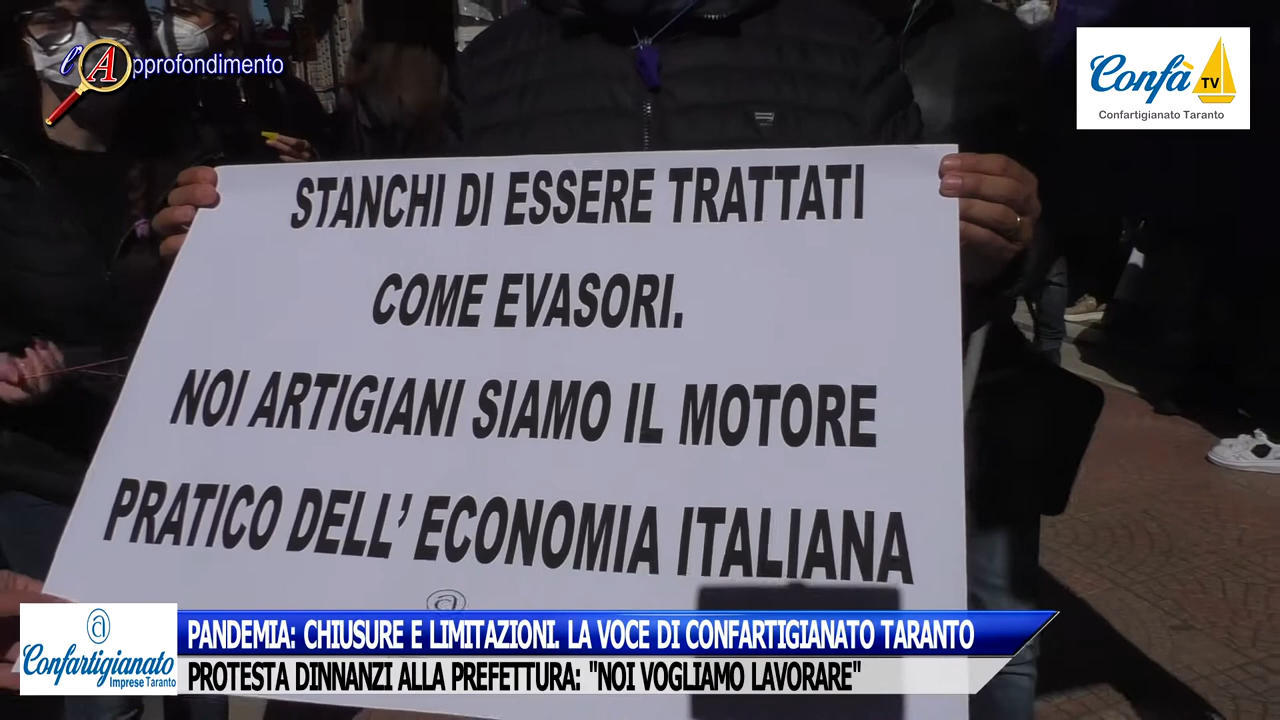 l'Approfondimento
Confà TV
Confartigianato Taranto
STANCHI DI ESSERE TRATTATI
COME EVASORI.
NOI ARTIGIANI SIAMO IL MOTORE
PRATICO DELL' ECONOMIA ITALIANA
@
@
Confartigianato
Imprese Taranto
PANDEMIA: CHIUSURE E LIMITAZIONI. LA VOCE DI CONFARTIGIANATO TARANTO
PROTESTA DINNANZI ALLA PREFETTURA: "NOI VOGLIAMO LAVORARE"